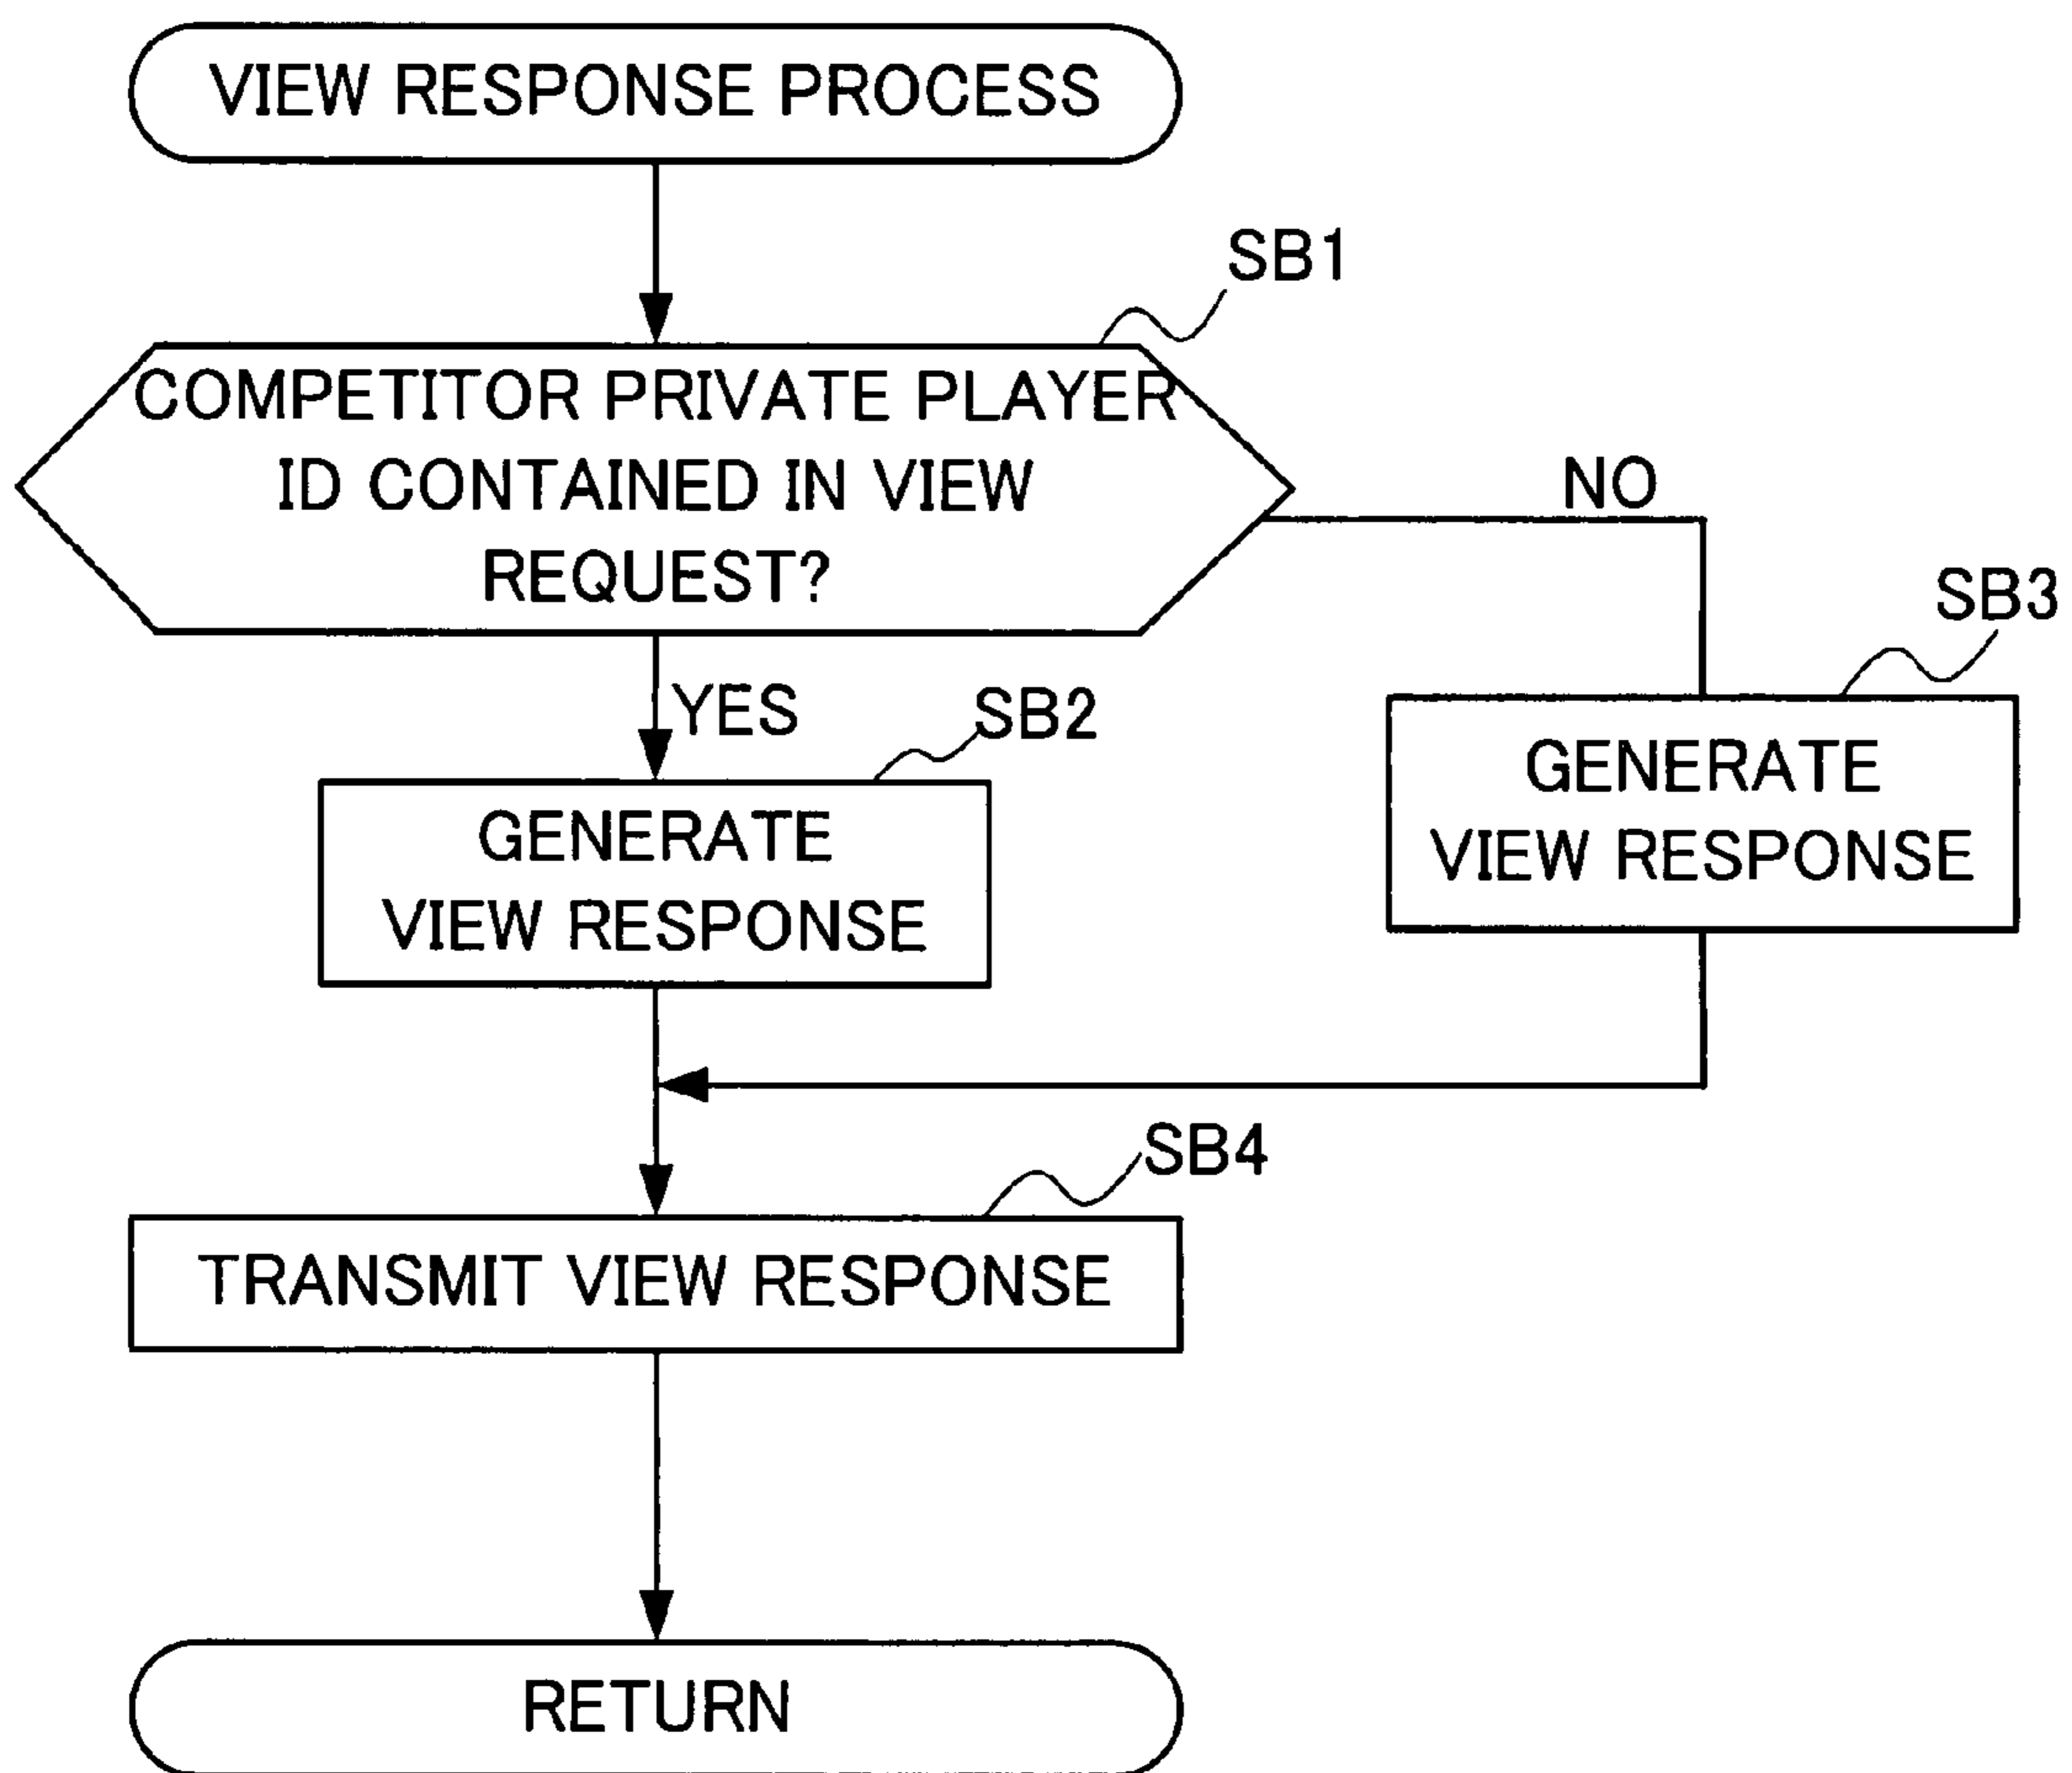 VIEW RESPONSE PROCESS
SB1
COMPETITOR PRIVATE PLAYER
ID CONTAINED IN VIEW
REQUEST?
NO
YES
SB2
SB3
GENERATE
VIEW RESPONSE
GENERATE
VIEW RESPONSE
SB4
TRANSMIT VIEW RESPONSE
RETURN